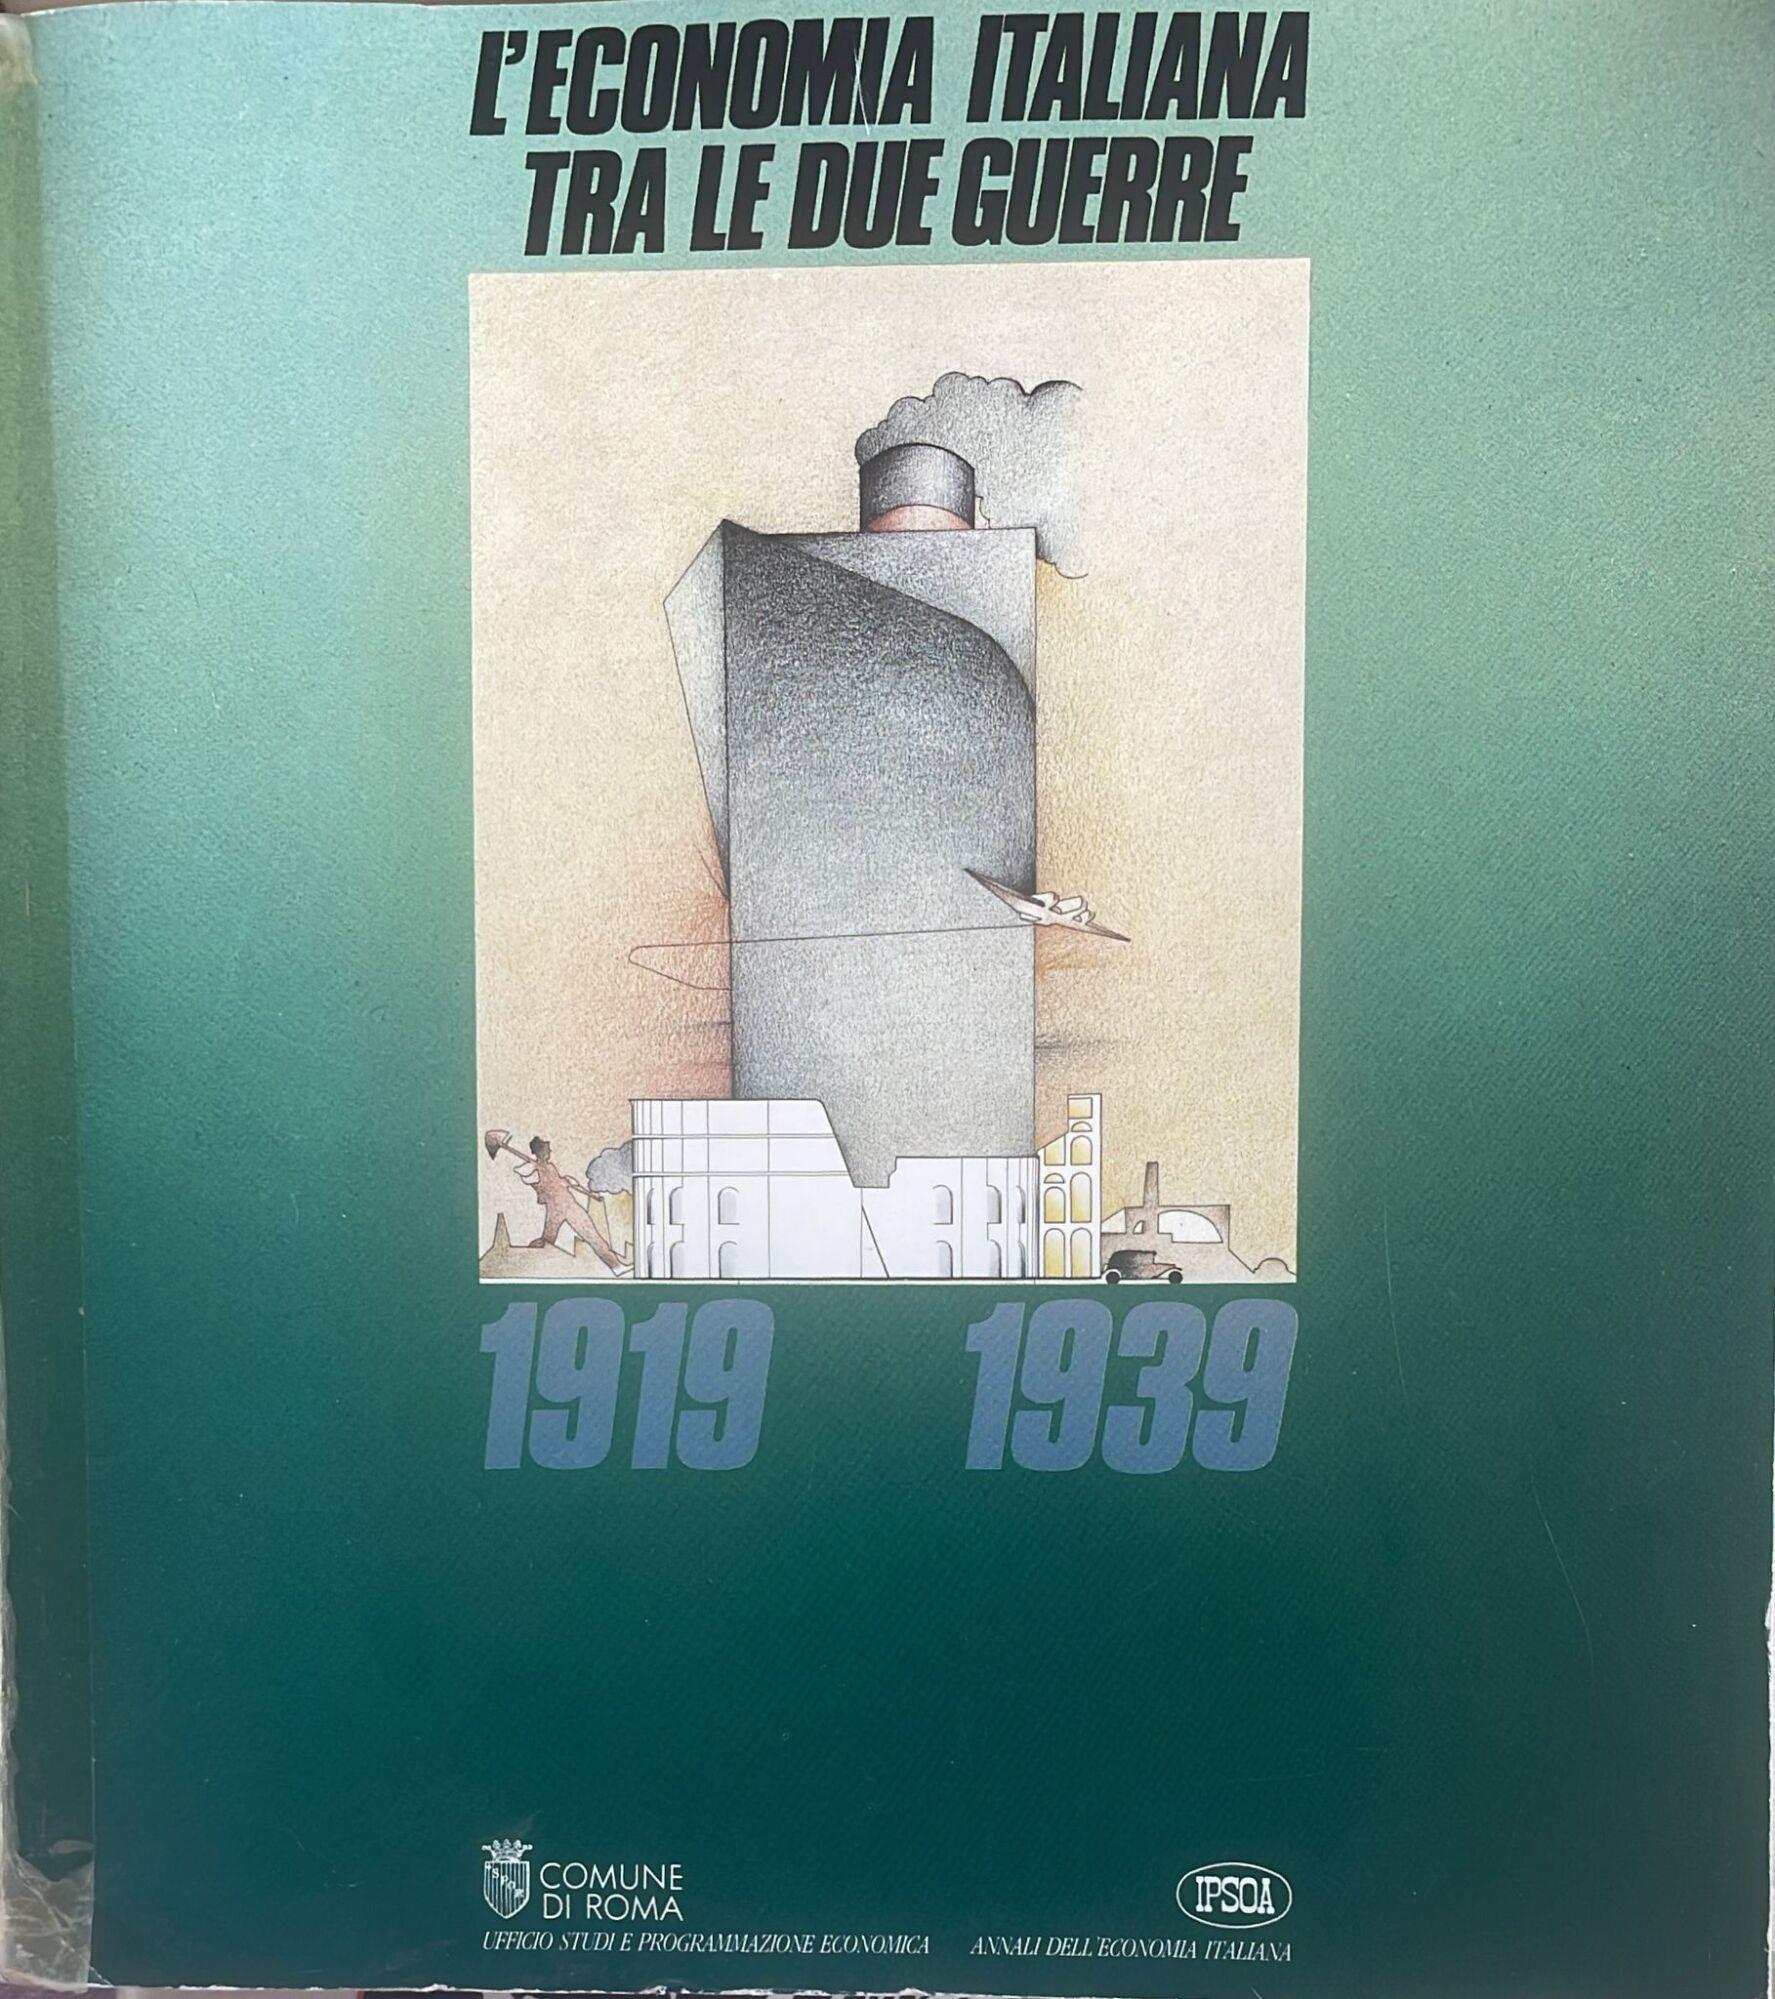 L'ECONOMIA ITALIANA
TRA LE DUE GUERRE
1919 1939
SPQR
COMUNE
DI ROMA
UFFICIO STUDI E PROGRAMMAZIONE ECONOMICA
IPSOA
ANNALI DELL'ECONOMIA ITALIANA